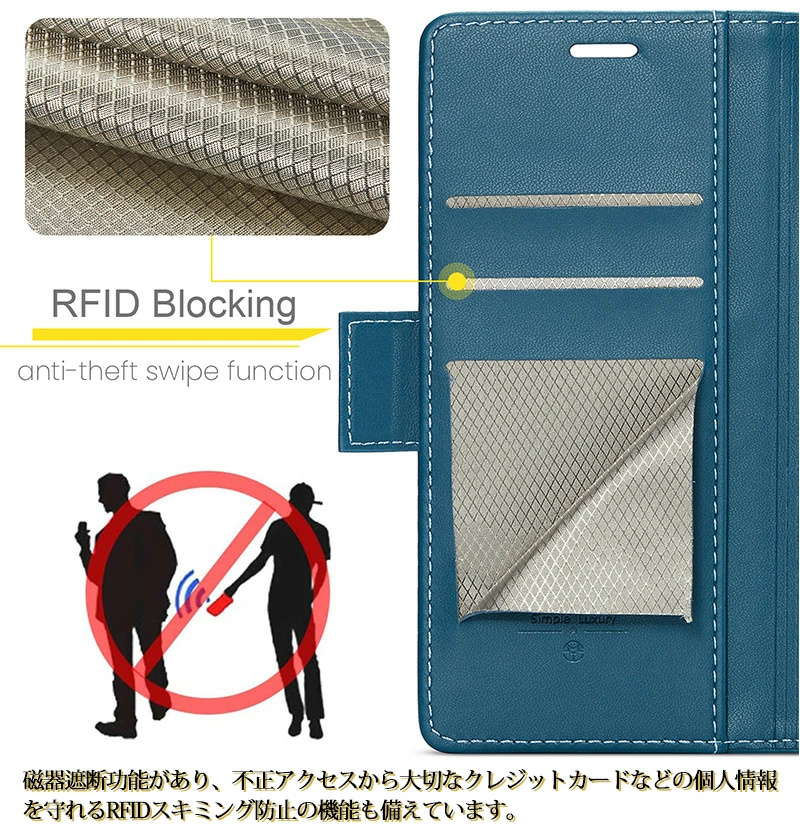 RFID Blocking
anti-theft swipe function
Simple Luxury
磁器遮断功能があり、不正アクセスから大切なクレジットカードなどの個人情報
を守れるRFIDスキミング防止の機能も備えています。